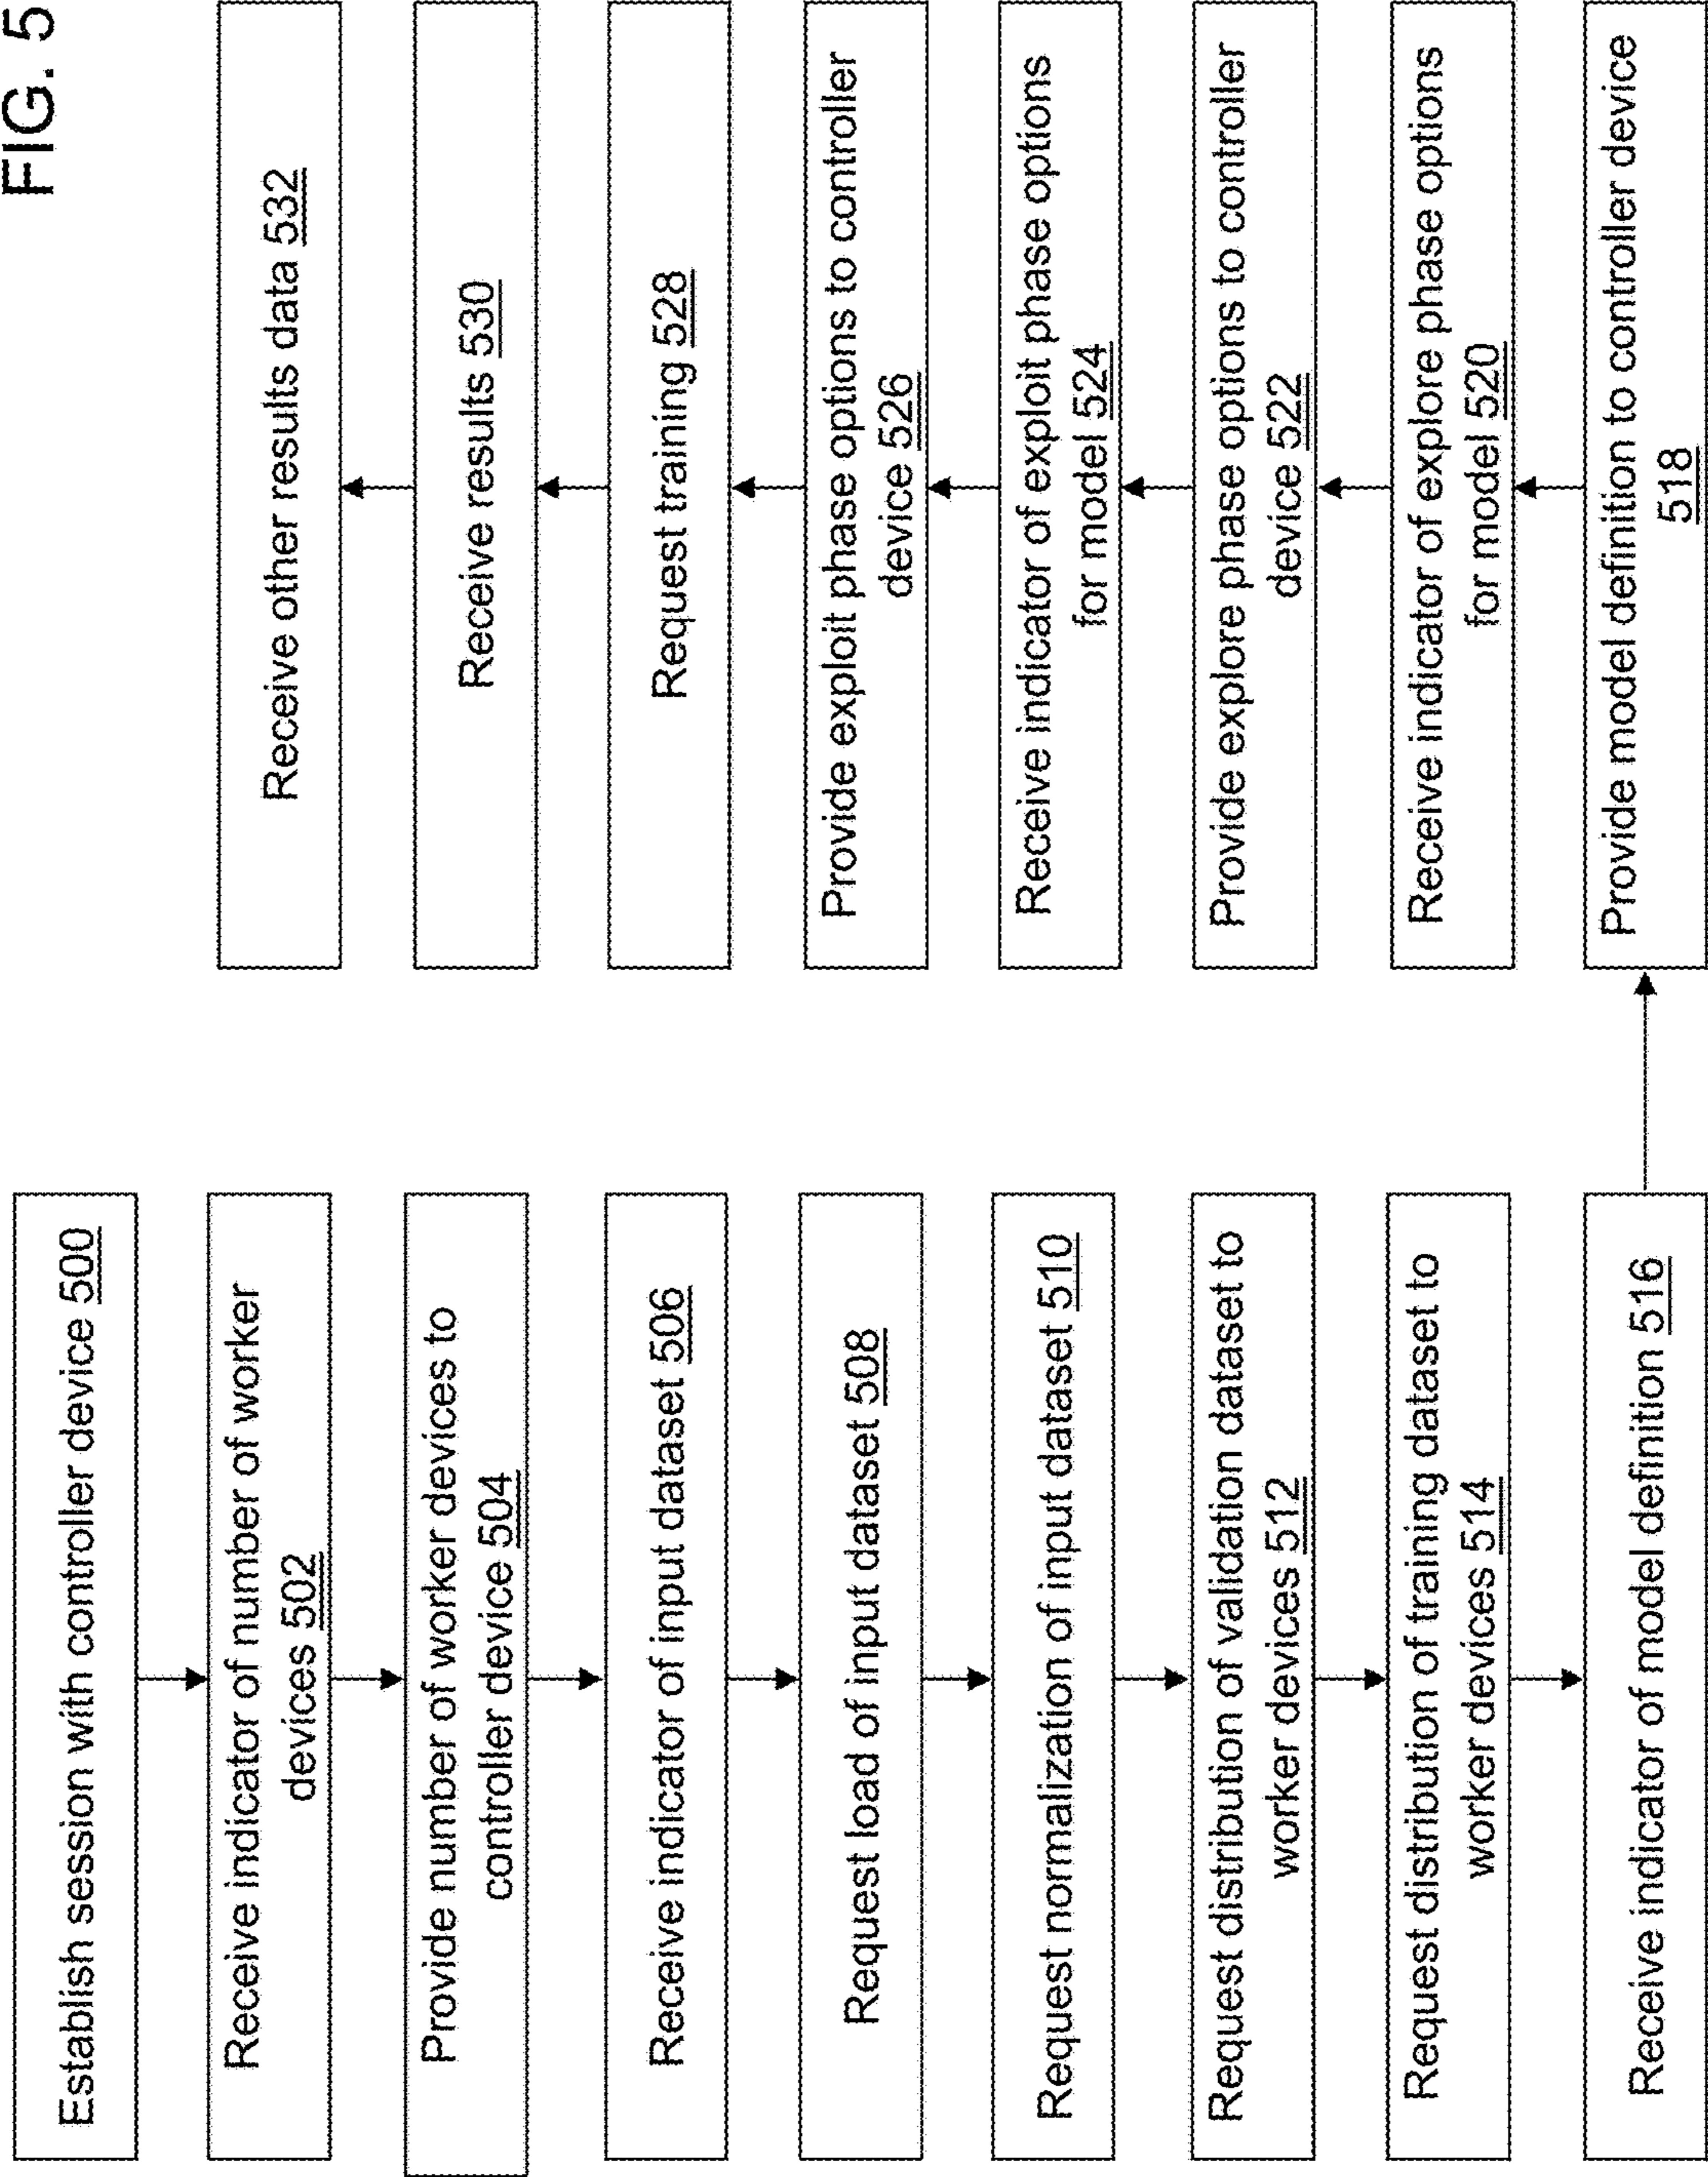 FIG. 5
Establish session with controller device 500
Receive indicator of number of worker
devices 502
Provide number of worker devices to
controller device 504
Receive indicator of input dataset 506
Request load of input dataset 508
Request normalization of input dataset 510
Request distribution of validation dataset to
worker devices 512
Request distribution of training dataset to
worker devices 514
Receive indicator of model definition 516
Provide model definition to controller device
518
Receive indicator of explore phase options
for model 520
Provide explore phase options to controller
device 522
Receive indicator of exploit phase options
for model 524
Provide exploit phase options to controller
device 526
Request training 528
Receive results 530
Receive other results data 532